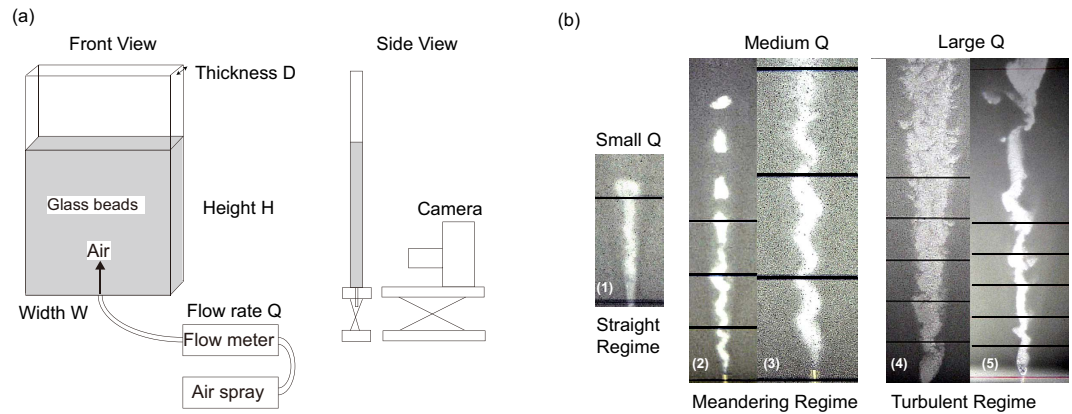 (a)
Front View
Side View
Thickness D
Glass beads
Height H
Air
Camera
Width W
Flow rate Q
Flow meter
Air spray
(b)
Medium Q
Large Q
Small Q
(1)
(2)
(3)
(4)
(5)
Straight
Regime
Meandering Regime
Turbulent Regime